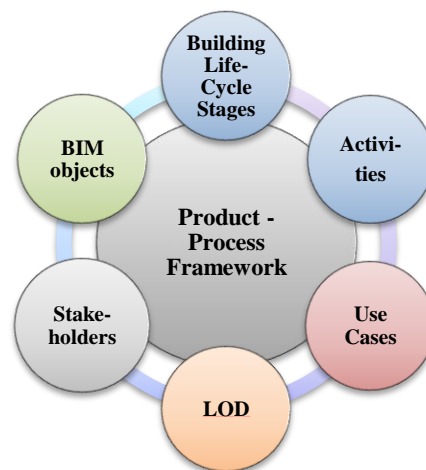 Building
Life-
Cycle
Stages
Activi-
ties
Use
Cases
LOD
Stake-
holders
BIM
objects
Product -
Process
Framework